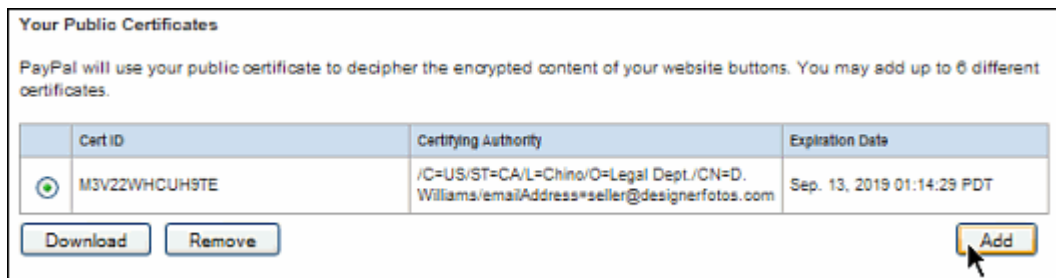 Your Public Certificates
PayPal will use your public certificate to decipher the encrypted content of your website buttons. You may add up to 6 different
certificates.
Cert ID Certifying Authority Expiration Date
M3V22WHCUH9TE /C=US/ST=CA/L=Chino/O=Legal Dept./CN=D. Sep. 13, 2019 01:14:29 PDT
Williams/emailAddress=seller@designerfotos.com
Download Remove Add